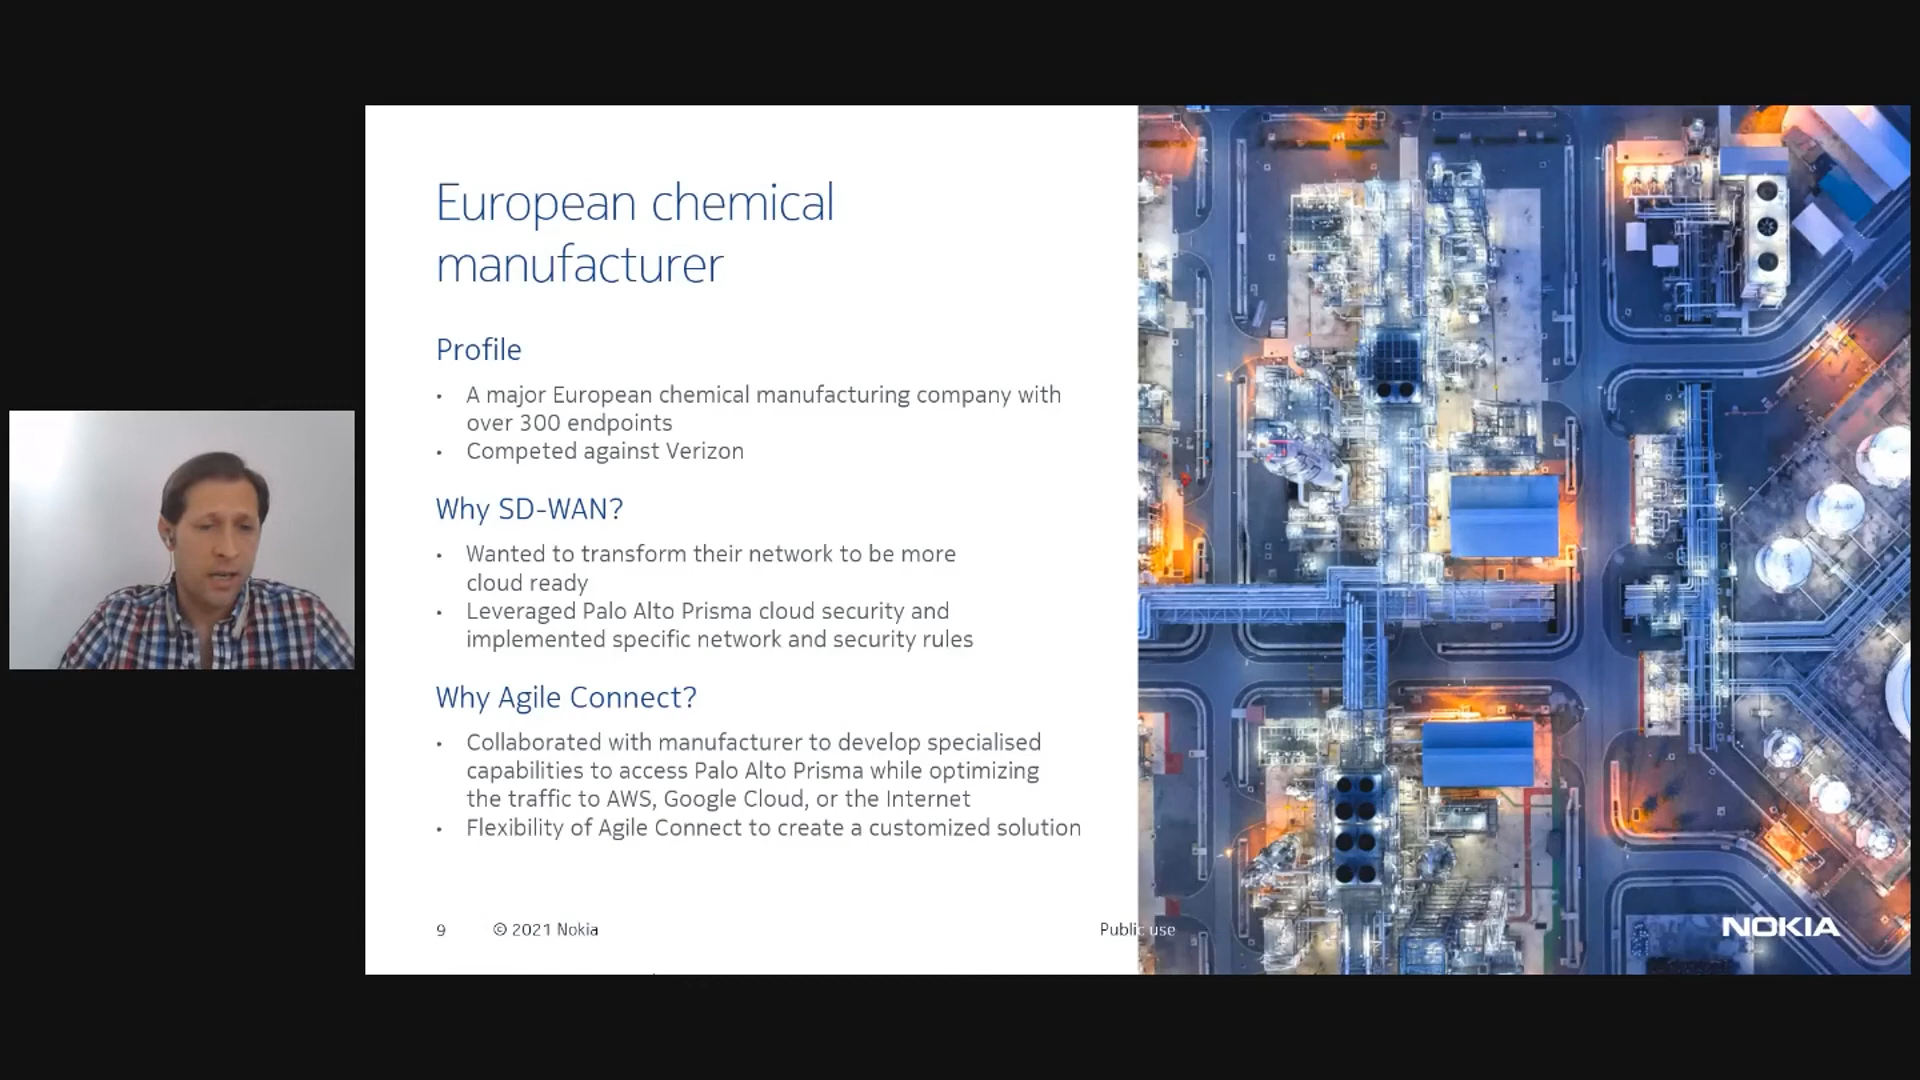 European chemical
manufacturer
Profile
• A major European chemical manufacturing company with
over 300 endpoints
• Competed against Verizon
Why SD-WAN?
• Wanted to transform their network to be more
cloud ready
• Leveraged Palo Alto Prisma cloud security and
implemented specific network and security rules
Why Agile Connect?
• Collaborated with manufacturer to develop specialised
capabilities to access Palo Alto Prisma while optimizing
the traffic to AWS, Google Cloud, or the Internet
• Flexibility of Agile Connect to create a customized solution
9 © 2021 Nokia Public use
NOKIA